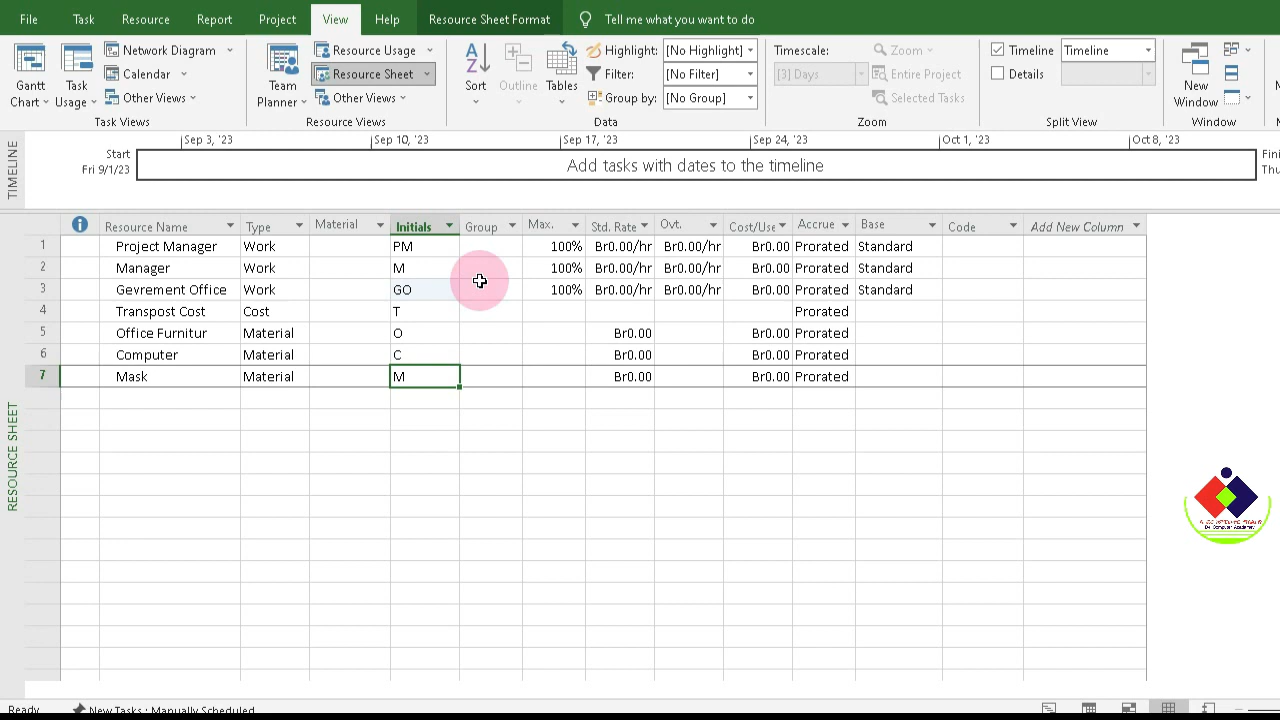 File Task Resource Report Project View Help Resource Sheet Format Tell me what you want to do
Gantt Chart
Task Usage
Network Diagram
Calendar
Other Views
Task Views
Team Planner
Resource Usage
Resource Sheet
Other Views
Resource Views
Sort
Outline
Tables
Highlight: [No Highlight]
Filter: [No Filter]
Group by: [No Group]
Data
Timescale:
[3] Days
Zoom
Entire Project
Selected Tasks
Zoom
Timeline Timeline
Details
Split View
New Window
Window
TIMELINE
Sep 3, '23 Sep 10, '23 Sep 17, '23 Sep 24, '23 Oct 1, '23 Oct 8, '23
Start
Fri 9/1/23
Add tasks with dates to the timeline
Resource Name Type Material Initials Group Max. Std. Rate Ovt. Cost/Use Accrue Base Code Add New Column
1 Project Manager Work PM 100% Br0.00/hr Br0.00/hr Br0.00 Prorated Standard
2 Manager Work M 100% Br0.00/hr Br0.00/hr Br0.00 Prorated Standard
3 Gevrement Office Work GO 100% Br0.00/hr Br0.00/hr Br0.00 Prorated Standard
4 Transpost Cost Cost T Prorated
5 Office Furnitur Material O Br0.00 Br0.00 Prorated
6 Computer Material C Br0.00 Br0.00 Prorated
7 Mask Material M Br0.00 Br0.00 Prorated
RESOURCE SHEET
Ready New Tasks : Manually Scheduled